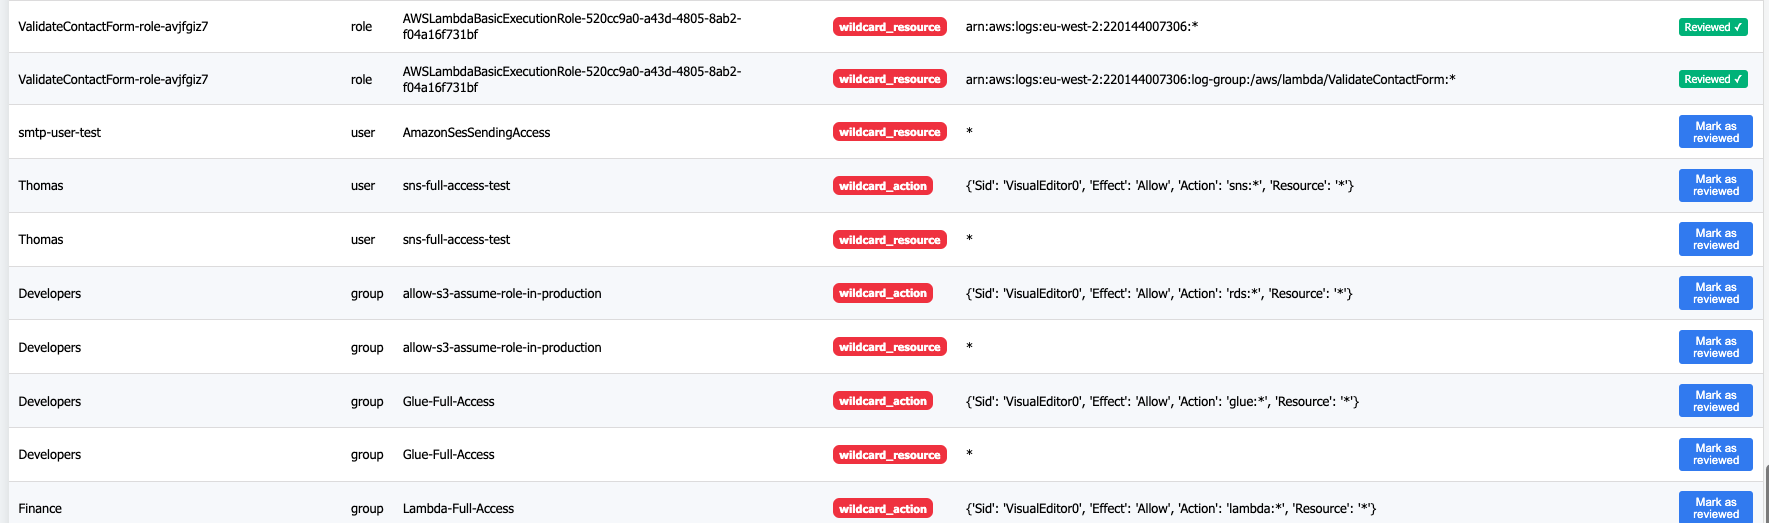 ValidateContactForm-role-avjfgiz7 role AWSLambdaBasicExecutionRole-520cc9a0-a43d-4805-8ab2- wildcard_resource arn:aws:logs:eu-west-2:220144007306:* Reviewed ✓
f04a16f731bf
ValidateContactForm-role-avjfgiz7 role AWSLambdaBasicExecutionRole-520cc9a0-a43d-4805-8ab2- wildcard_resource arn:aws:logs:eu-west-2:220144007306:log-group:/aws/lambda/ValidateContactForm:* Reviewed ✓
f04a16f731bf
smtp-user-test user AmazonSesSendingAccess wildcard_resource * Mark as
reviewed
Thomas user sns-full-access-test wildcard_action {'Sid': 'VisualEditor0', 'Effect': 'Allow', 'Action': 'sns:*', 'Resource': '*'} Mark as
reviewed
Thomas user sns-full-access-test wildcard_resource * Mark as
reviewed
Developers group allow-s3-assume-role-in-production wildcard_action {'Sid': 'VisualEditor0', 'Effect': 'Allow', 'Action': 'rds:*', 'Resource': '*'} Mark as
reviewed
Developers group allow-s3-assume-role-in-production wildcard_resource * Mark as
reviewed
Developers group Glue-Full-Access wildcard_action {'Sid': 'VisualEditor0', 'Effect': 'Allow', 'Action': 'glue:*', 'Resource': '*'} Mark as
reviewed
Developers group Glue-Full-Access wildcard_resource * Mark as
reviewed
Finance group Lambda-Full-Access wildcard_action {'Sid': 'VisualEditor0', 'Effect': 'Allow', 'Action': 'lambda:*', 'Resource': '*'} Mark as
reviewed